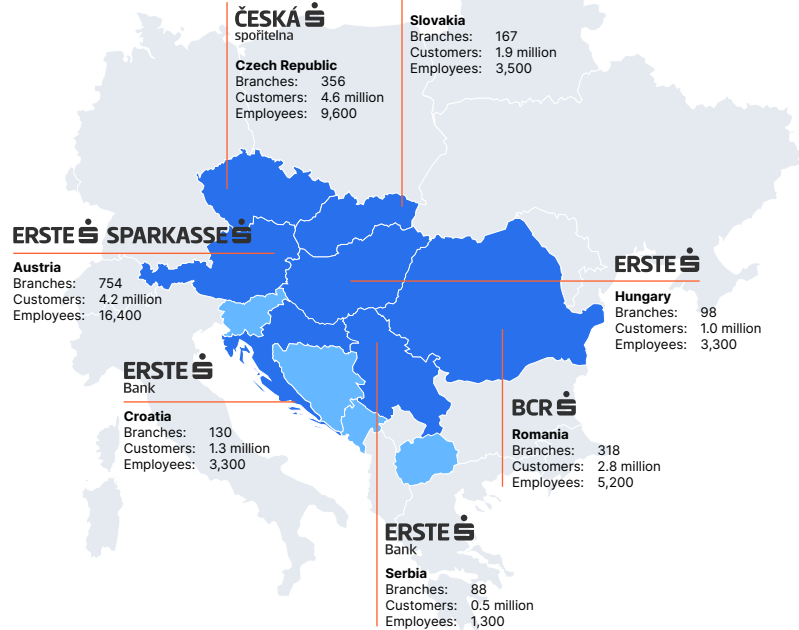 ČESKÁ
spořitelna
Czech Republic
Branches: 356
Customers: 4.6 million
Employees: 9,600
Slovakia
Branches: 167
Customers: 1.9 million
Employees: 3,500
ERSTE SPARKASSE
Austria
Branches: 754
Customers: 4.2 million
Employees: 16,400
ERSTE
Hungary
Branches: 98
Customers: 1.0 million
Employees: 3,300
ERSTE
Bank
Croatia
Branches: 130
Customers: 1.3 million
Employees: 3,300
BCR
Romania
Branches: 318
Customers: 2.8 million
Employees: 5,200
ERSTE
Bank
Serbia
Branches: 88
Customers: 0.5 million
Employees: 1,300